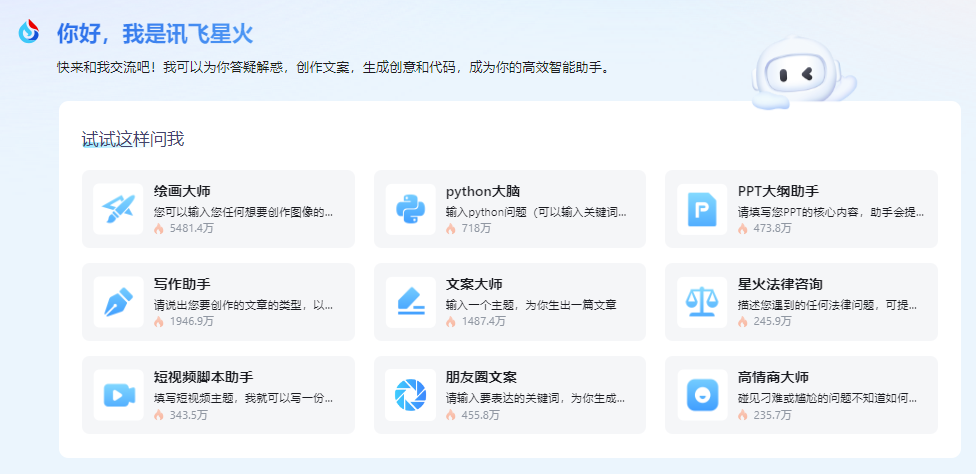 你好，我是讯飞星火
快来和我交流吧！我可以为你答疑解惑，创作文案，生成创意和代码，成为你的高效智能助手。
试试这样问我
绘画大师
您可以输入您任何想要创作图像的...
5481.4万
python大脑
输入python问题（可以输入关键词...
718万
PPT大纲助手
请填写您PPT的核心内容，助手会提...
473.8万
写作助手
请说出您要创作的文章的类型，以...
1946.9万
文案大师
输入一个主题，为你生出一篇文章
1487.4万
星火法律咨询
描述您遇到的任何法律问题，可提...
245.9万
短视频脚本助手
填写短视频主题，我就可以写一份...
343.5万
朋友圈文案
请输入要表达的关键词，为你生成...
455.8万
高情商大师
碰见刁难或尴尬的问题不知道如何...
235.7万